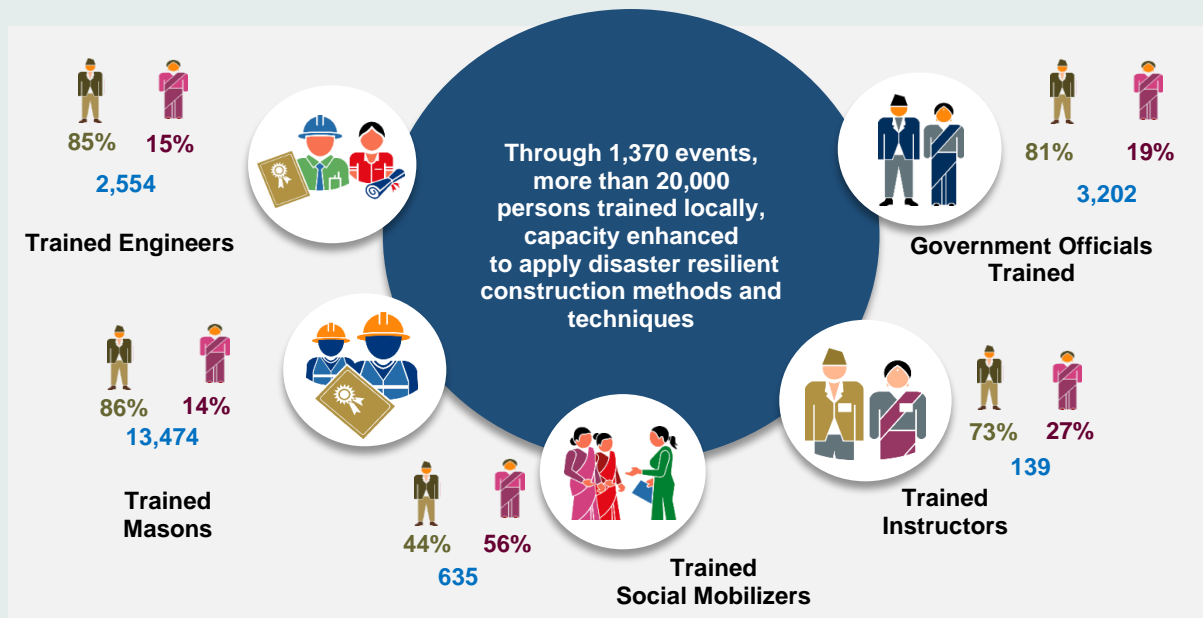 85% 15%
2,554
Trained Engineers
Through 1,370 events,
more than 20,000
persons trained locally,
capacity enhanced
to apply disaster resilient
construction methods and
techniques
81% 19%
3,202
Government Officials
Trained
86% 14%
13,474
Trained
Masons
44% 56%
635
Trained
Social Mobilizers
73% 27%
139
Trained
Instructors